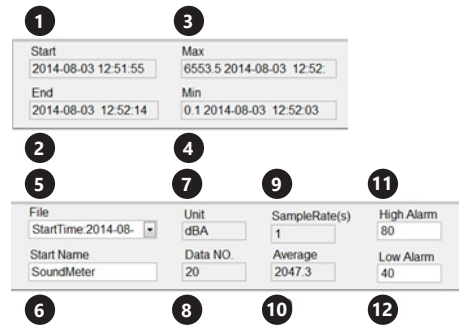 1 3
Start Max
2014-08-03 12:51:55 6553.5 2014-08-03 12:52:
End Min
2014-08-03 12:52:14 0.1 2014-08-03 12:52:03
2 4
5 7 9 11
File Unit SampleRate(s) High Alarm
StartTime:2014-08- dBA 1 80
Start Name Data NO. Average Low Alarm
SoundMeter 20 2047.3 40
6 8 10 12